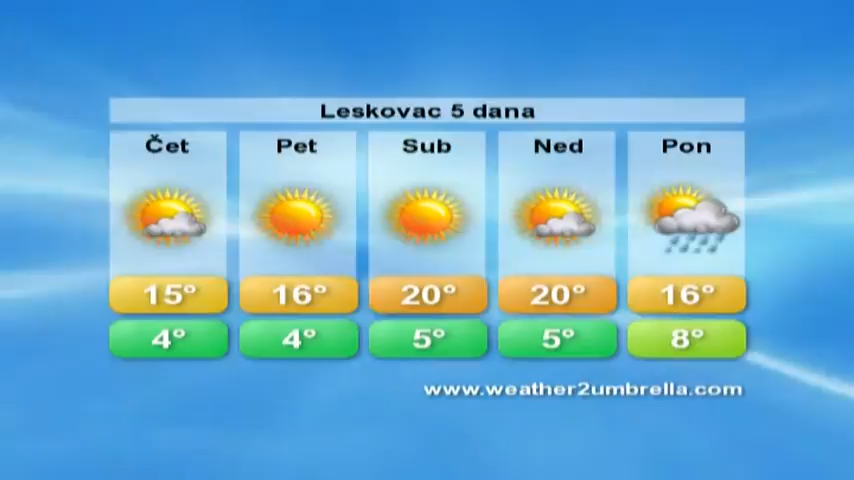 Leskovac 5 dana
Čet Pet Sub Ned Pon
15° 16° 20° 20° 16°
4° 4° 5° 5° 8°
www.weather2umbrella.com